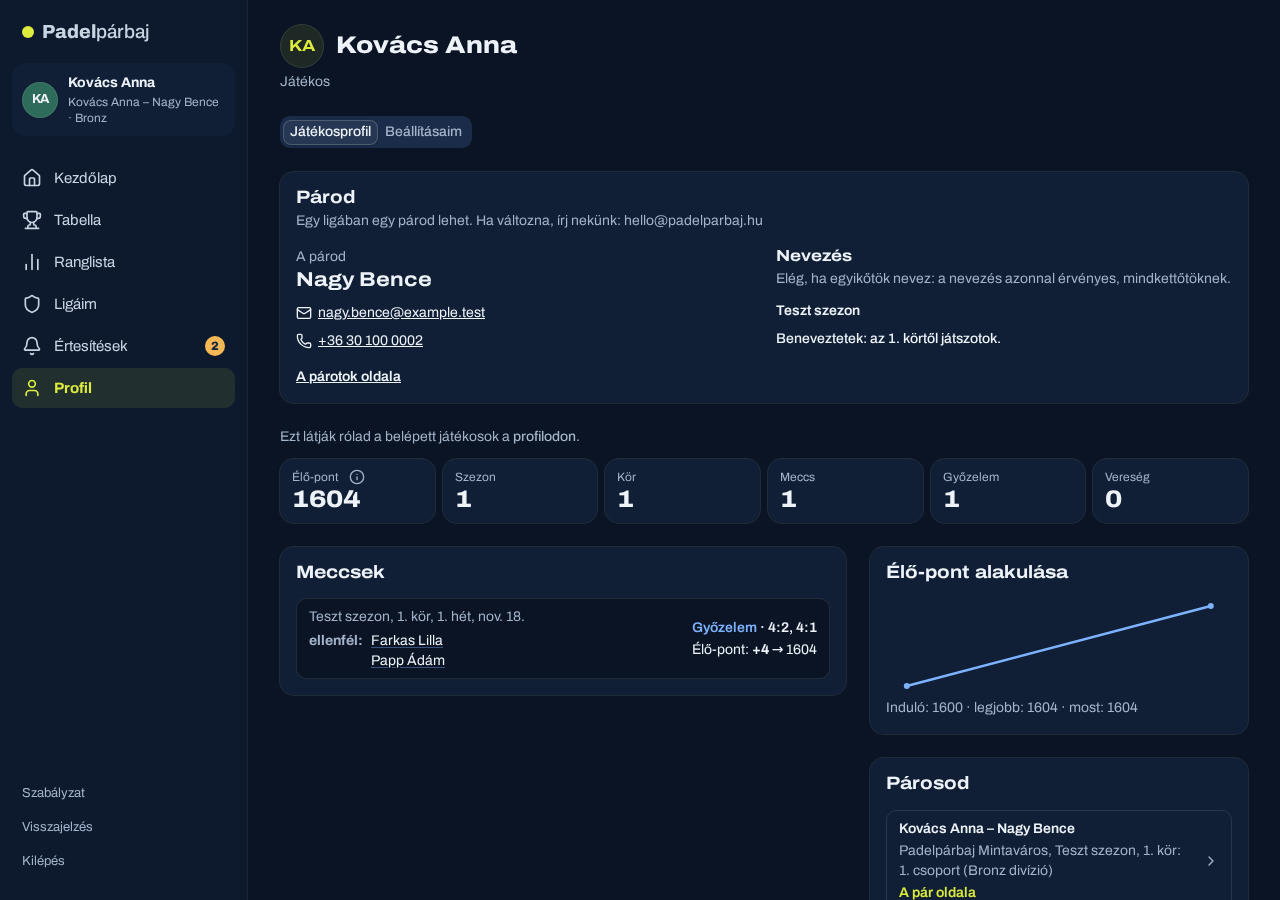 Padelpárbaj
KA
Kovács Anna
Kovács Anna – Nagy Bence
· Bronz
Kezdőlap
Tabella
Ranglista
Ligáim
Értesítések
2
Profil
Szabályzat
Visszajelzés
Kilépés
KA
Kovács Anna
Játékos
Játékosprofil
Beállításaim
Párod
Egy ligában egy párod lehet. Ha változna, írj nekünk: hello@padelparbaj.hu
A párod
Nagy Bence
nagy.bence@example.test
+36 30 100 0002
A párotok oldala
Nevezés
Elég, ha egyikőtök nevez: a nevezés azonnal érvényes, mindkettőtöknek.
Teszt szezon
Beneveztetek: az 1. körtől játszotok.
Ezt látják rólad a belépett játékosok a profilodon.
Élő-pont
1604
Szezon
1
Kör
1
Meccs
1
Győzelem
1
Vereség
0
Meccsek
Teszt szezon, 1. kör, 1. hét, nov. 18.
ellenfél: Farkas Lilla
Papp Ádám
Győzelem · 4:2, 4:1
Élő-pont: +4 → 1604
Élő-pont alakulása
Induló: 1600 · legjobb: 1604 · most: 1604
Párosod
Kovács Anna – Nagy Bence
Padelpárbaj Mintaváros, Teszt szezon, 1. kör:
1. csoport (Bronz divízió)
A pár oldala